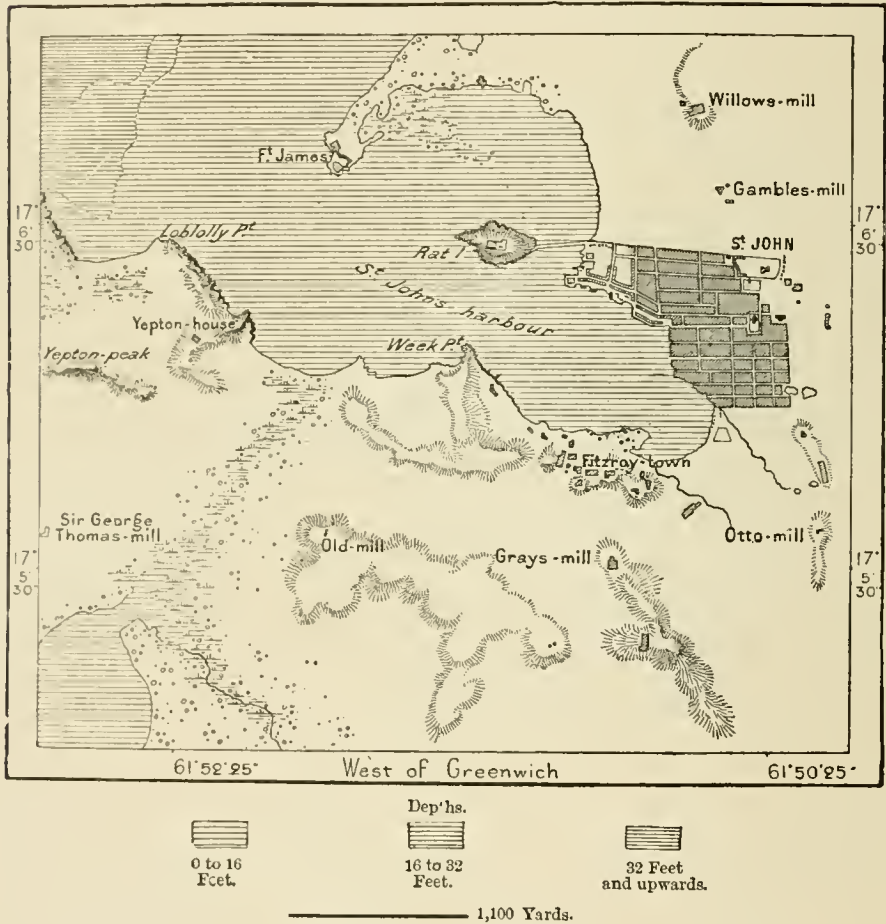 Willows-mill
Ft. James
Gambles-mill
17°
6'
30"
Loblolly Pt.
Rat I.
St JOHN
17°
6'
30"
St John's harbour
Yepton-house
Week Pt.
Yepton-peak
Fitzroy-town
Sir George
Thomas-mill
Old-mill
Grays-mill
Otto-mill
17°
5'
30"
17°
5'
30"
61°52'25"
West of Greenwich
61°50'25"
Dep'hs.
0 to 16
Feet.
16 to 32
Feet.
32 Feet
and upwards.
1,100 Yards.